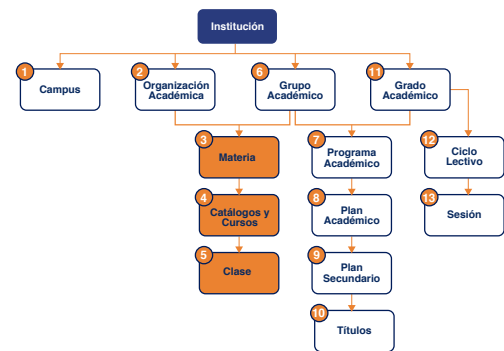 Institución
1
Campus
2
Organización
Académica
6
Grupo
Académico
11
Grado
Académico
3
Materia
7
Programa
Académico
12
Ciclo
Lectivo
4
Catálogos y
Cursos
8
Plan
Académico
13
Sesión
5
Clase
9
Plan
Secundario
10
Títulos